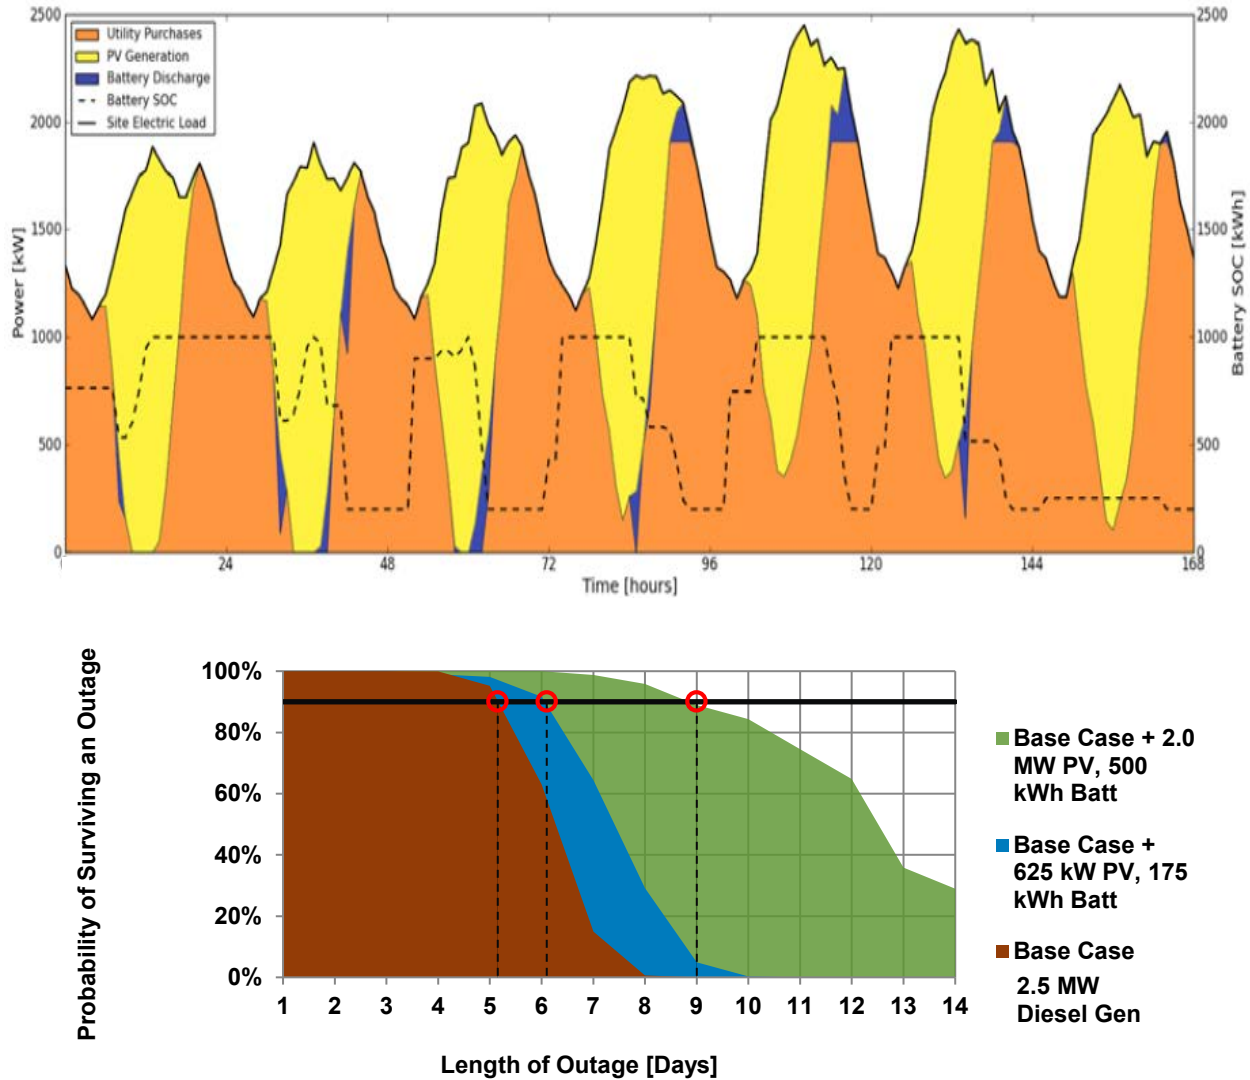 2500
2000
1500
1000
500
0
Power [kW]
Utility Purchases
PV Generation
Battery Discharge
Battery SOC
Site Electric Load
2500
2000
1500
1000
500
0
Battery SOC [kWh]
24
48
72
96
120
144
168
Time [hours]
Probability of Surviving an Outage
100%
80%
60%
40%
20%
0%
1 2 3 4 5 6 7 8 9 10 11 12 13 14
Length of Outage [Days]
Base Case + 2.0
MW PV, 500
kWh Batt
Base Case +
625 kW PV, 175
kWh Batt
Base Case
2.5 MW
Diesel Gen